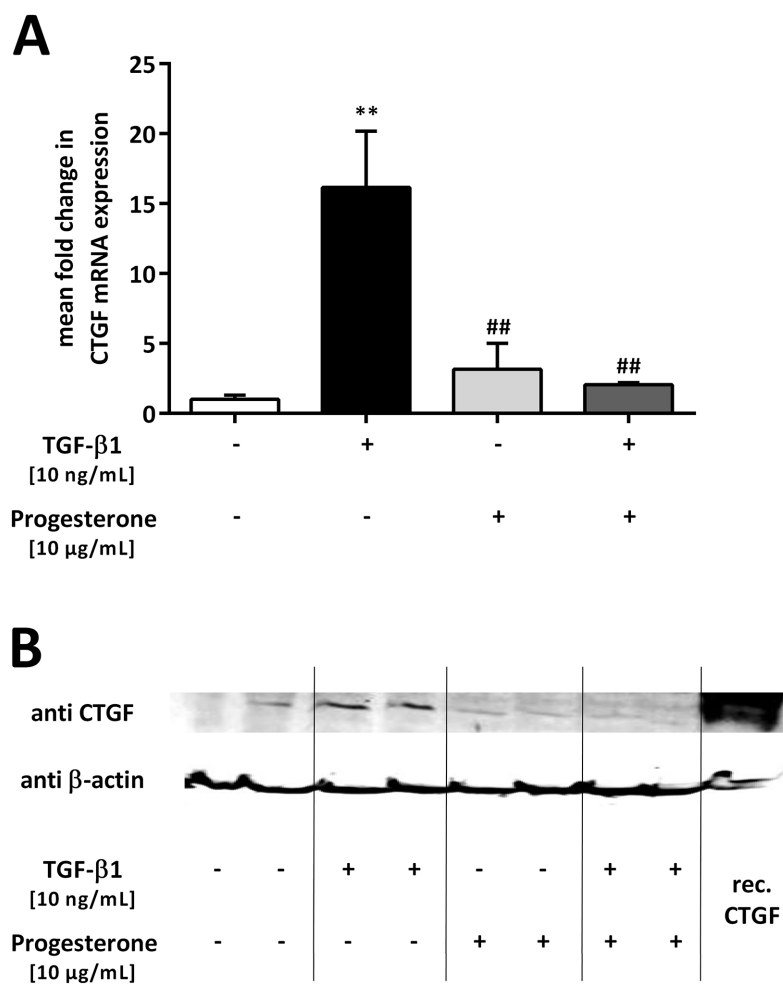 A
25
20
15
10
5
0
mean fold change in
CTGF mRNA expression
**
##
##
TGF-β1 - + - +
[10 ng/mL]
Progesterone - - + +
[10 µg/mL]
B
anti CTGF
anti β-actin
TGF-β1 - - + + - - + +
[10 ng/mL]
rec.
CTGF
Progesterone - - - - + + + +
[10 µg/mL]